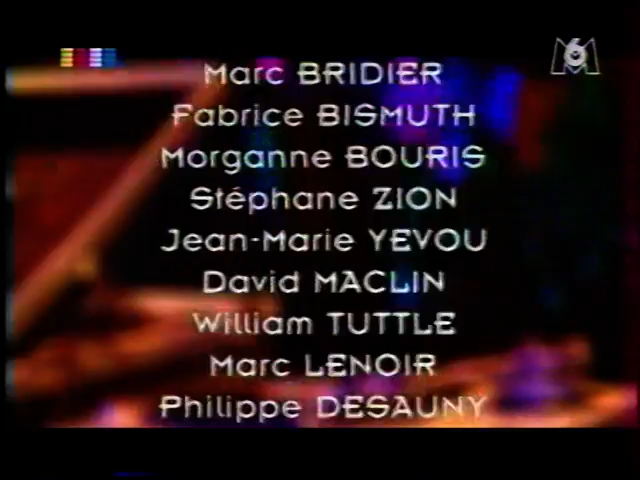 M6
Marc BRIDIER
Fabrice BISMUTH
Morganne BOURIS
Stéphane ZION
Jean-Marie YEVOU
David MACLIN
William TUTTLE
Marc LENOIR
Philippe DESAUNY